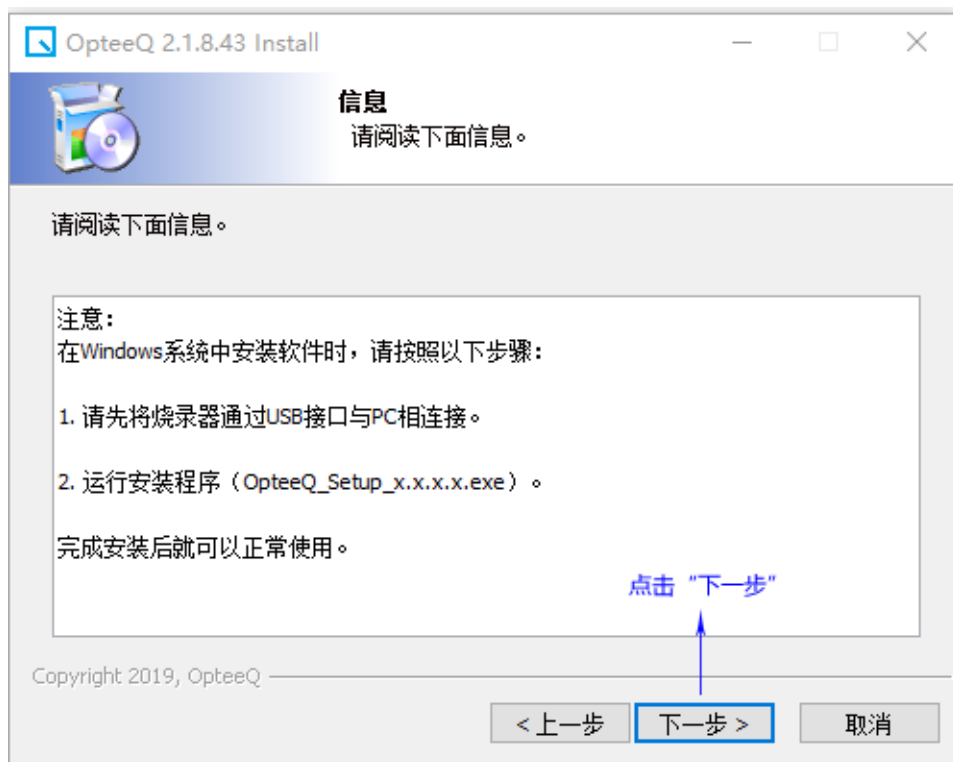 OpteeQ 2.1.8.43 Install
信息
请阅读下面信息。
请阅读下面信息。
注意：
在Windows系统中安装软件时，请按照以下步骤：
1. 请先将烧录器通过USB接口与PC相连接。
2. 运行安装程序（OpteeQ_Setup_x.x.x.x.exe）。
完成安装后就可以正常使用。
点击“下一步”
Copyright 2019, OpteeQ
< 上一步
下一步 >
取消